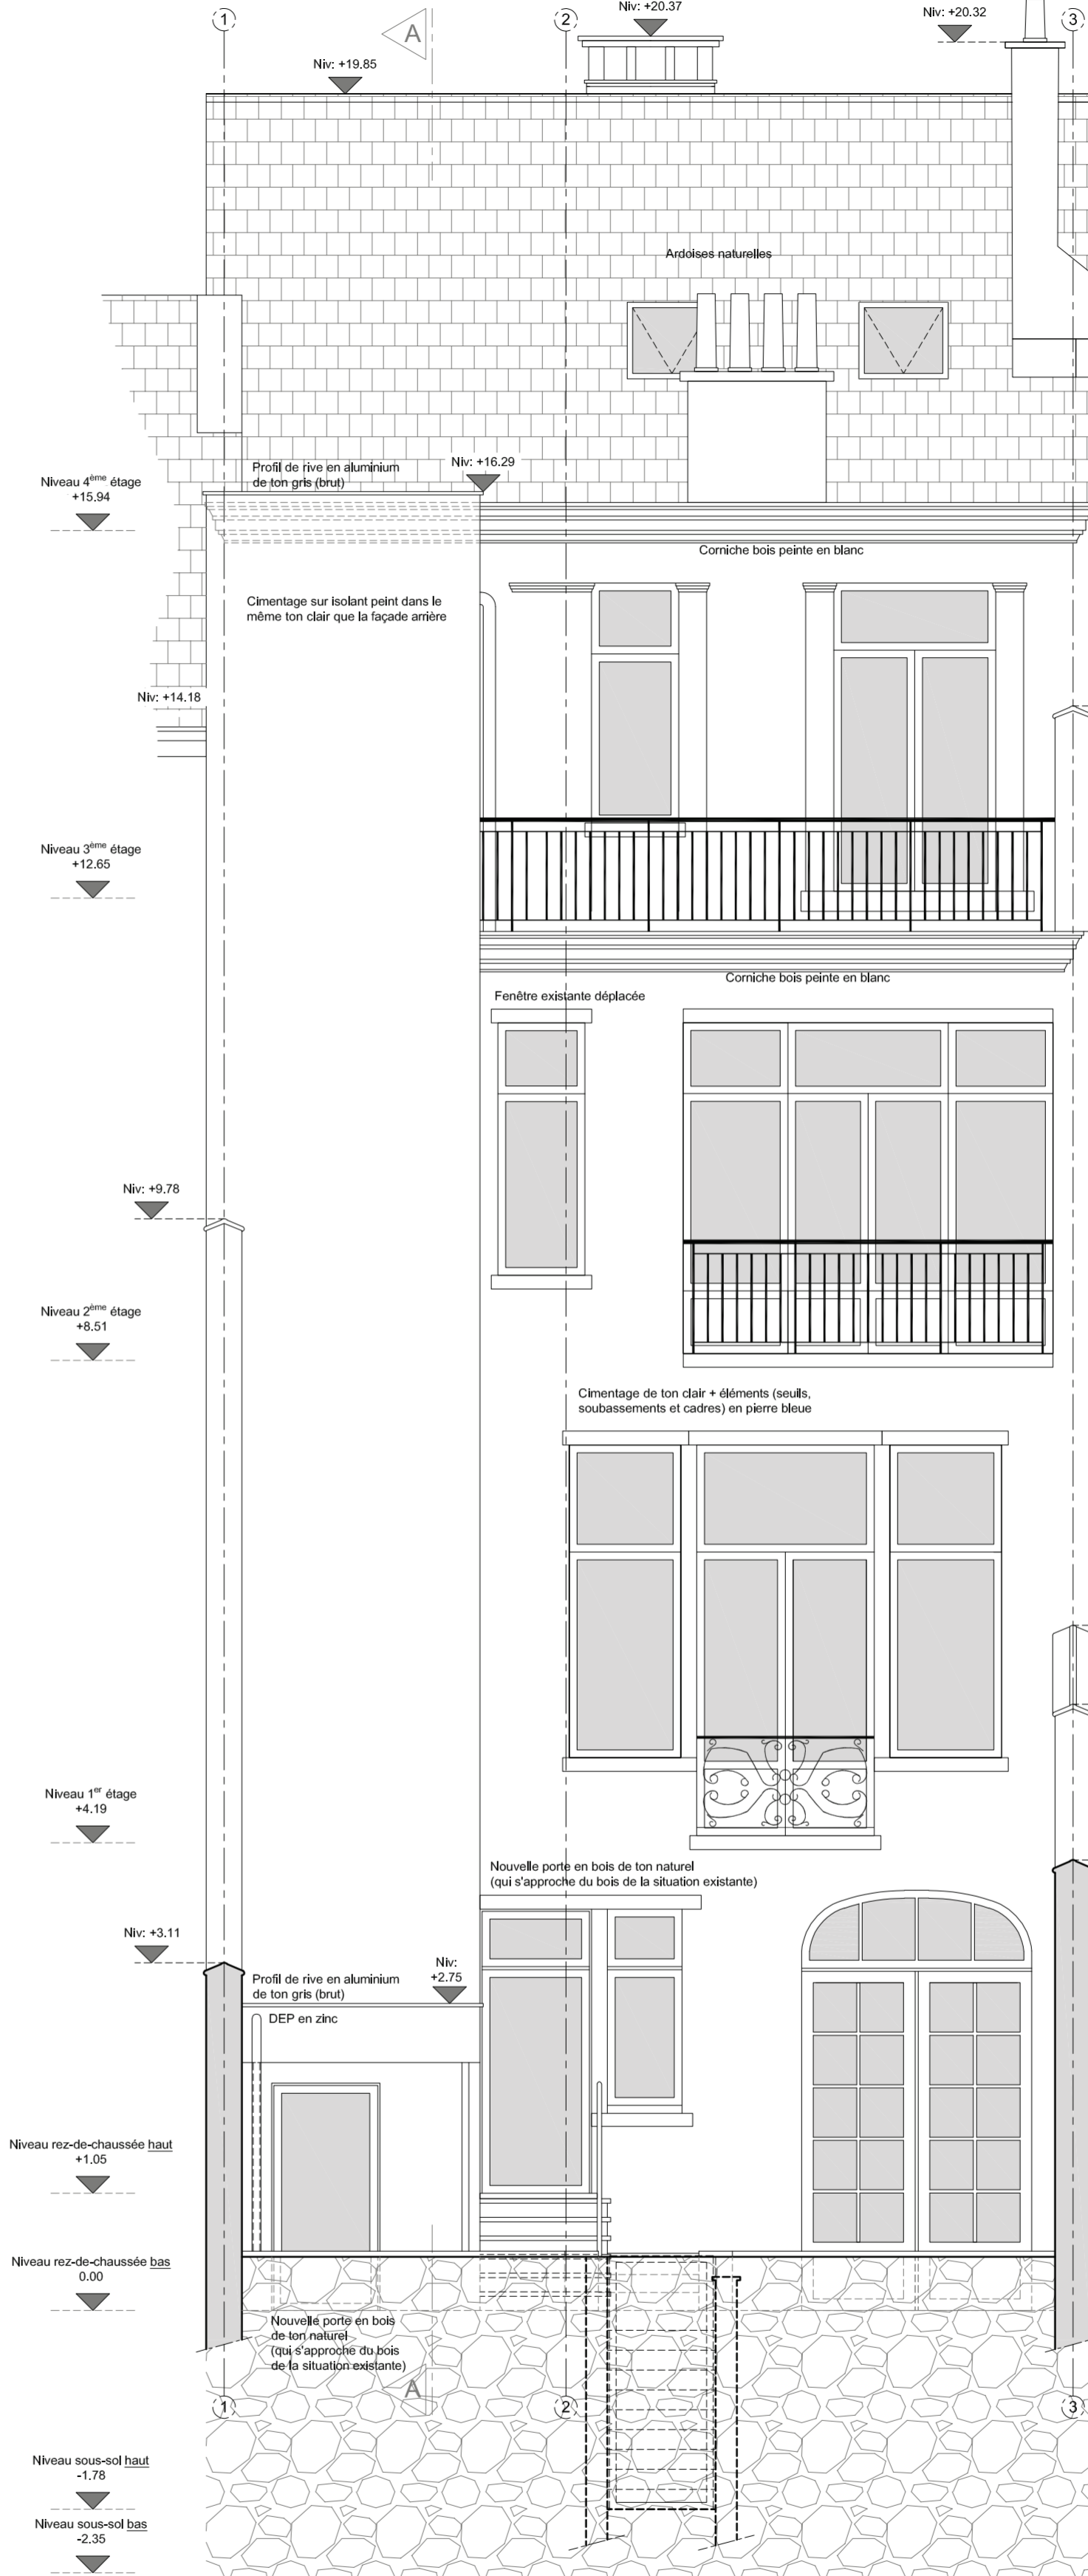 Niv: +20.37
1
A
2
Niv: +20.32
3
Niv: +19.85
Ardoises naturelles
Niveau 4ème étage
+15.94
Profil de rive en aluminium
de ton gris (brut)
Niv: +16.29
Corniche bois peinte en blanc
Cimentage sur isolant peint dans le
même ton clair que la façade arrière
Niv: +14.18
Niveau 3ème étage
+12.65
Corniche bois peinte en blanc
Fenêtre existante déplacée
Niv: +9.78
Niveau 2ème étage
+8.51
Cimentage de ton clair + éléments (seuils,
soubassements et cadres) en pierre bleue
Niveau 1er étage
+4.19
Nouvelle porte en bois de ton naturel
(qui s'approche du bois de la situation existante)
Niv: +3.11
Niv:
+2.75
Profil de rive en aluminium
de ton gris (brut)
DEP en zinc
Niveau rez-de-chaussée haut
+1.05
Niveau rez-de-chaussée bas
0.00
Nouvelle porte en bois
de ton naturel
(qui s'approche du bois
de la situation existante)
A
1
2
3
Niveau sous-sol haut
-1.78
Niveau sous-sol bas
-2.35